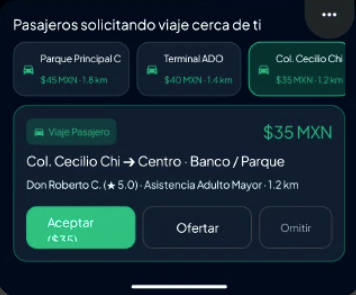 Pasajeros solicitando viaje cerca de ti
Parque Principal C
$45 MXN · 1.8 km
Terminal ADO
$40 MXN · 1.4 km
Col. Cecilio Chi
$35 MXN · 1.2 km
Viaje Pasajero
$35 MXN
Col. Cecilio Chi → Centro · Banco / Parque
Don Roberto C. (★ 5.0) · Asistencia Adulto Mayor · 1.2 km
Aceptar
($35)
Ofertar
Omitir